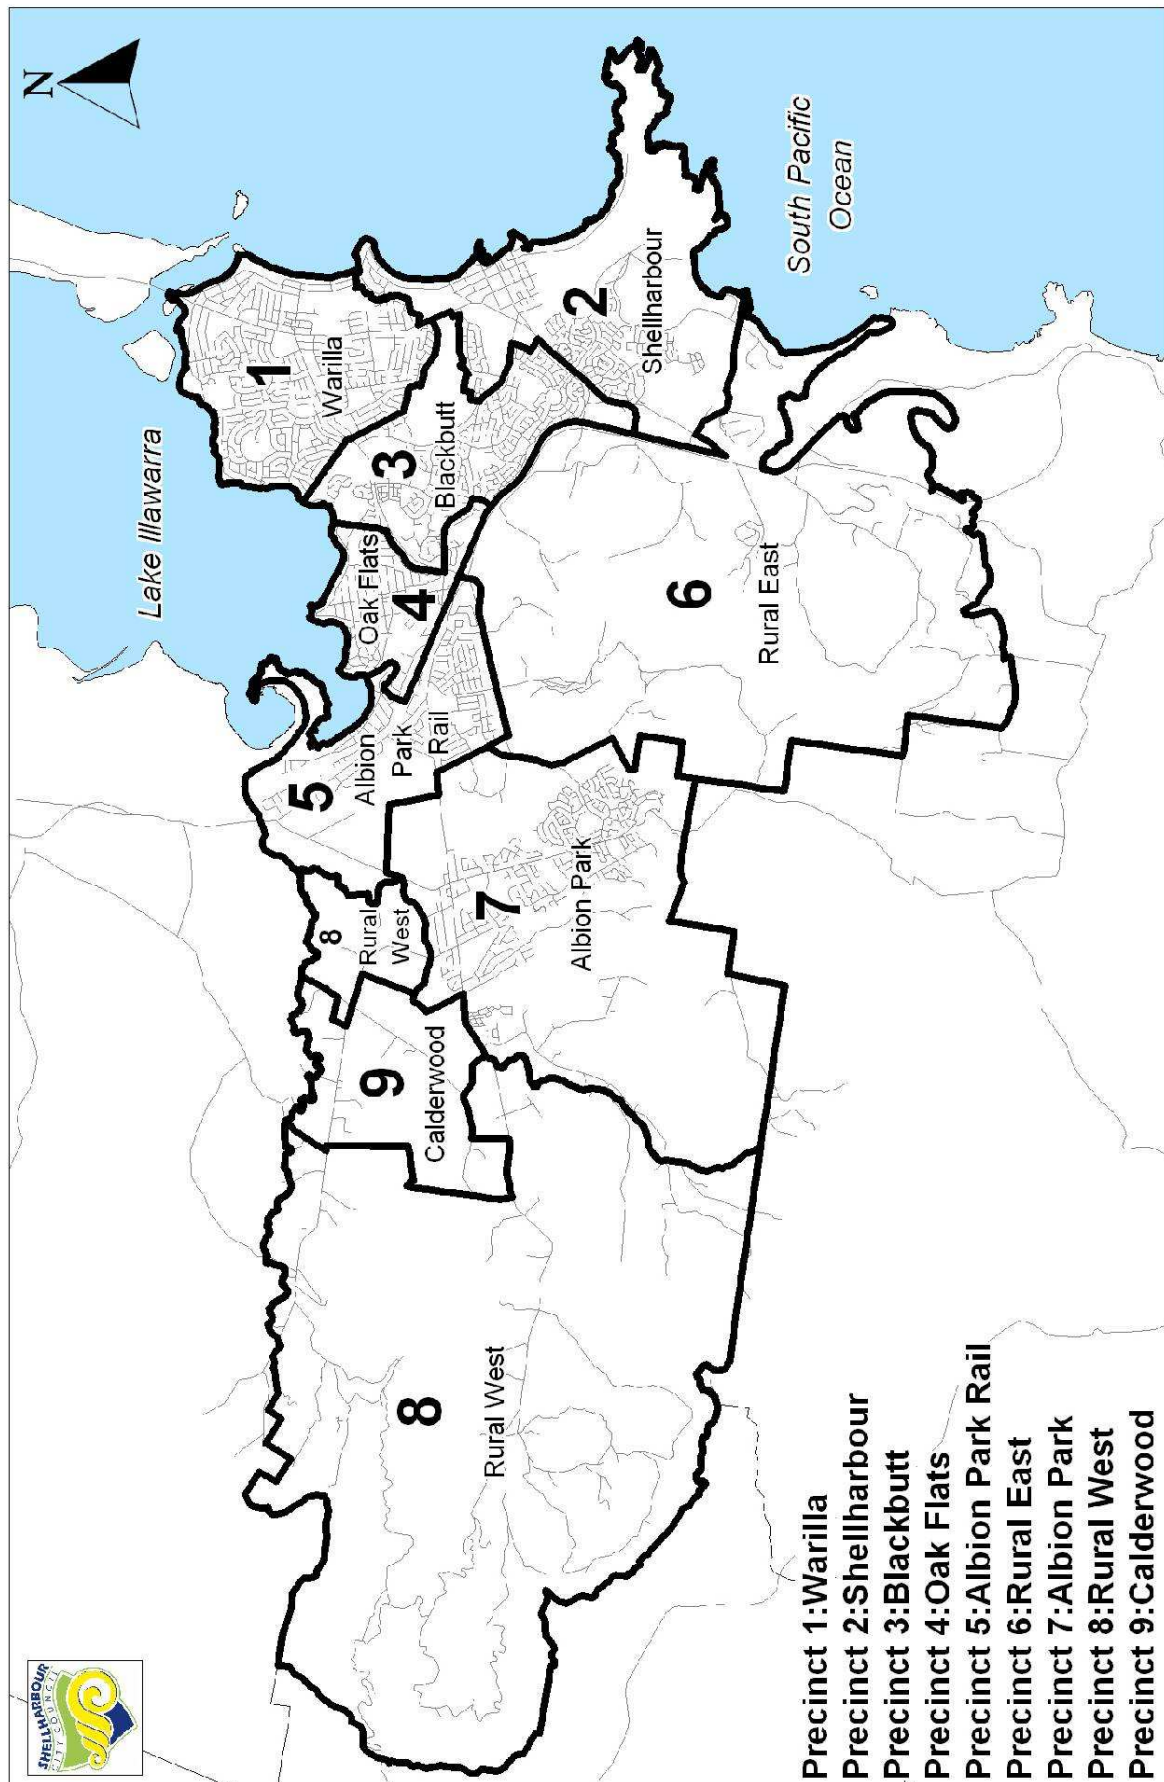 SHELLHARBOUR
CITY COUNCIL
N
Lake Illawarra
South Pacific
Ocean
1
Warilla
2
Shellharbour
3
Blackbutt
Oak Flats
4
5
Albion
Park
Rail
6
Rural East
7
Albion Park
8
Rural
West
9
Calderwood
8
Rural West
Precinct 1:Warilla
Precinct 2:Shellharbour
Precinct 3:Blackbutt
Precinct 4:Oak Flats
Precinct 5:Albion Park Rail
Precinct 6:Rural East
Precinct 7:Albion Park
Precinct 8:Rural West
Precinct 9:Calderwood